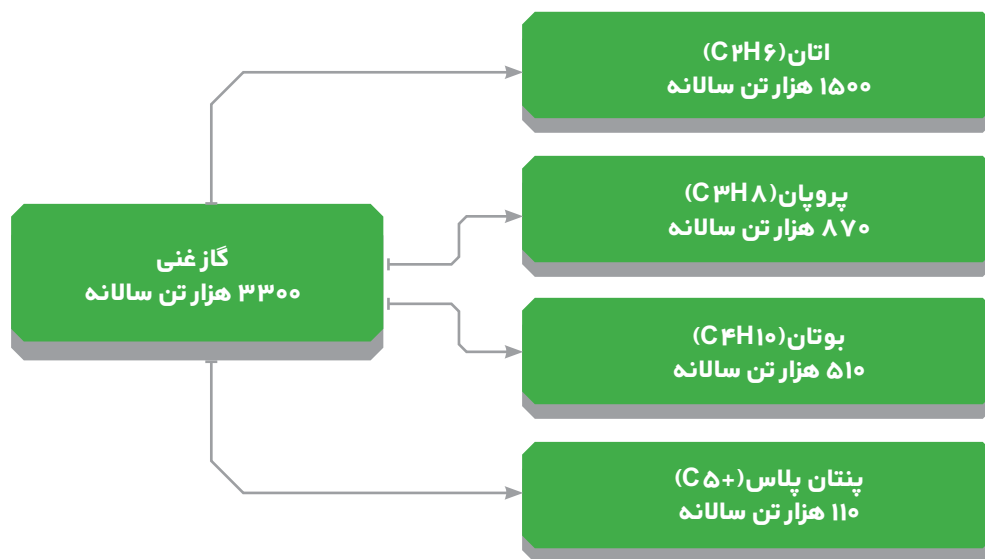 اتان(C۲H۶)
۱۵۰۰ هزار تن سالانه
پروپان(C۳H۸)
۸۷۰ هزار تن سالانه
گاز غنی
۳۳۰۰ هزار تن سالانه
بوتان(C۴H۱۰)
۵۱۰ هزار تن سالانه
پنتان پلاس(C۵+)
۱۱۰ هزار تن سالانه